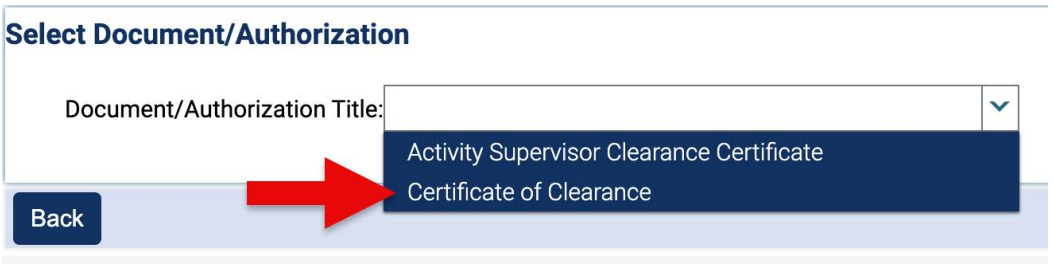 Select Document/Authorization
Document/Authorization Title:
Activity Supervisor Clearance Certificate
Certificate of Clearance
Back